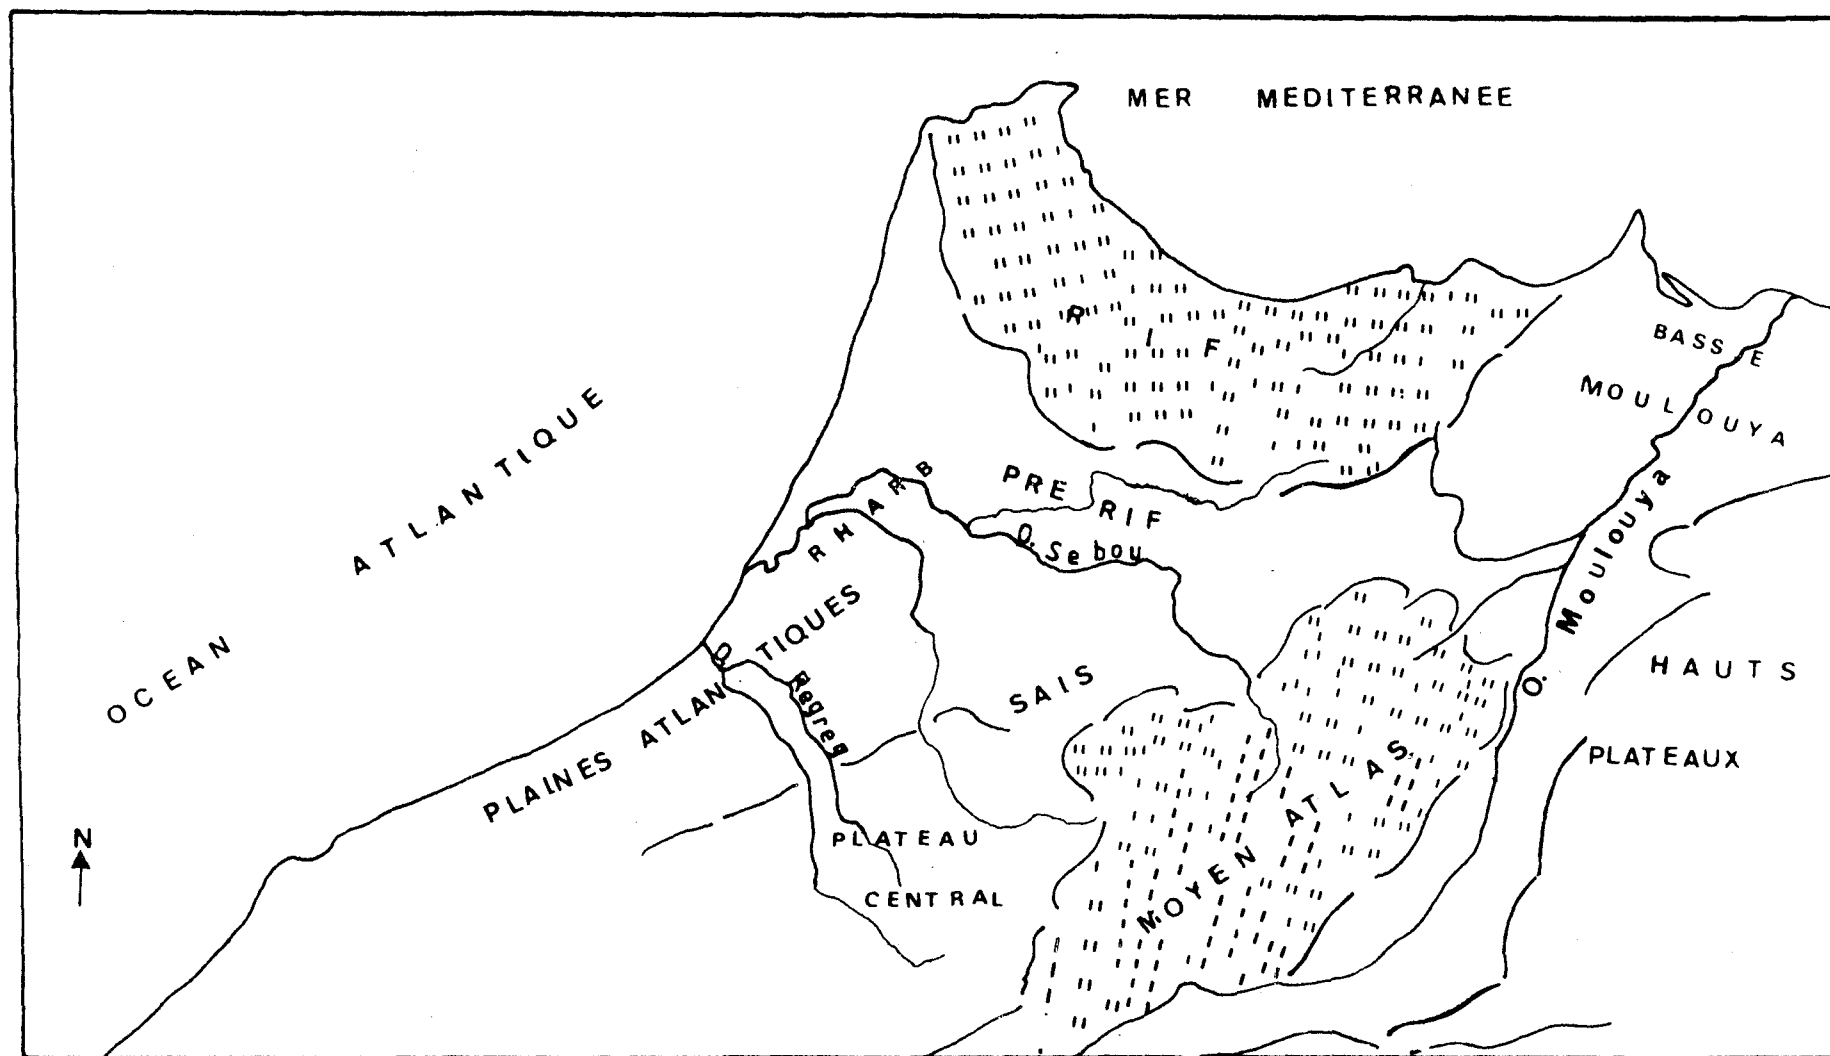 MER MEDITERRANEE
RIF
BASSE
MOULOUYA
OCEAN ATLANTIQUE
RHARB
PRE RIF
O. Sebou
O. Moulouya
PLAINES ATLANTIQUES
O. Regreg
SAIS
HAUTS
PLATEAUX
MOYEN ATLAS
PLATEAU
CENTRAL
N